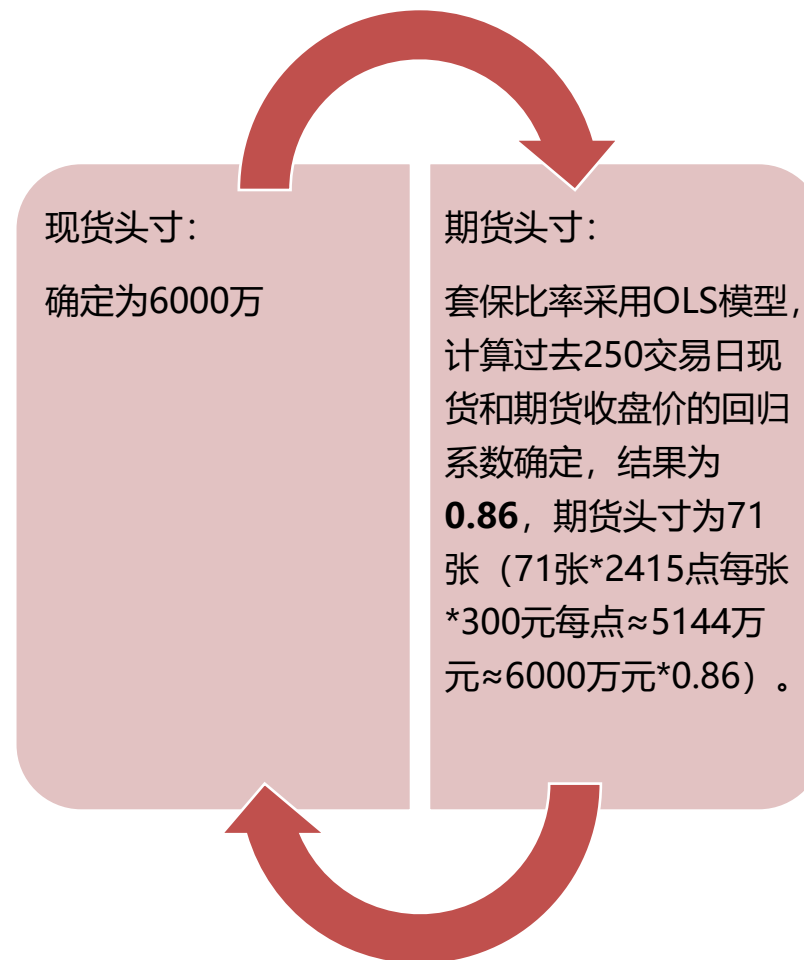 现货头寸：
确定为6000万
期货头寸：
套保比率采用OLS模型，
计算过去250交易日现
货和期货收盘价的回归
系数确定，结果为
0.86，期货头寸为71
张（71张*2415点每张
*300元每点≈5144万
元≈6000万元*0.86）。